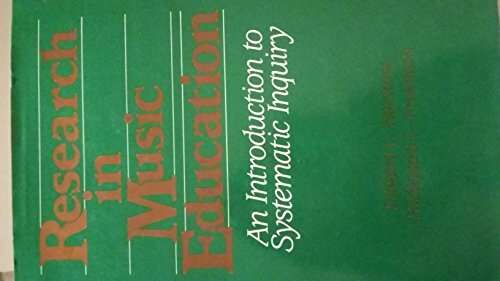 Research
in
Music
Education
An Introduction to
Systematic Inquiry